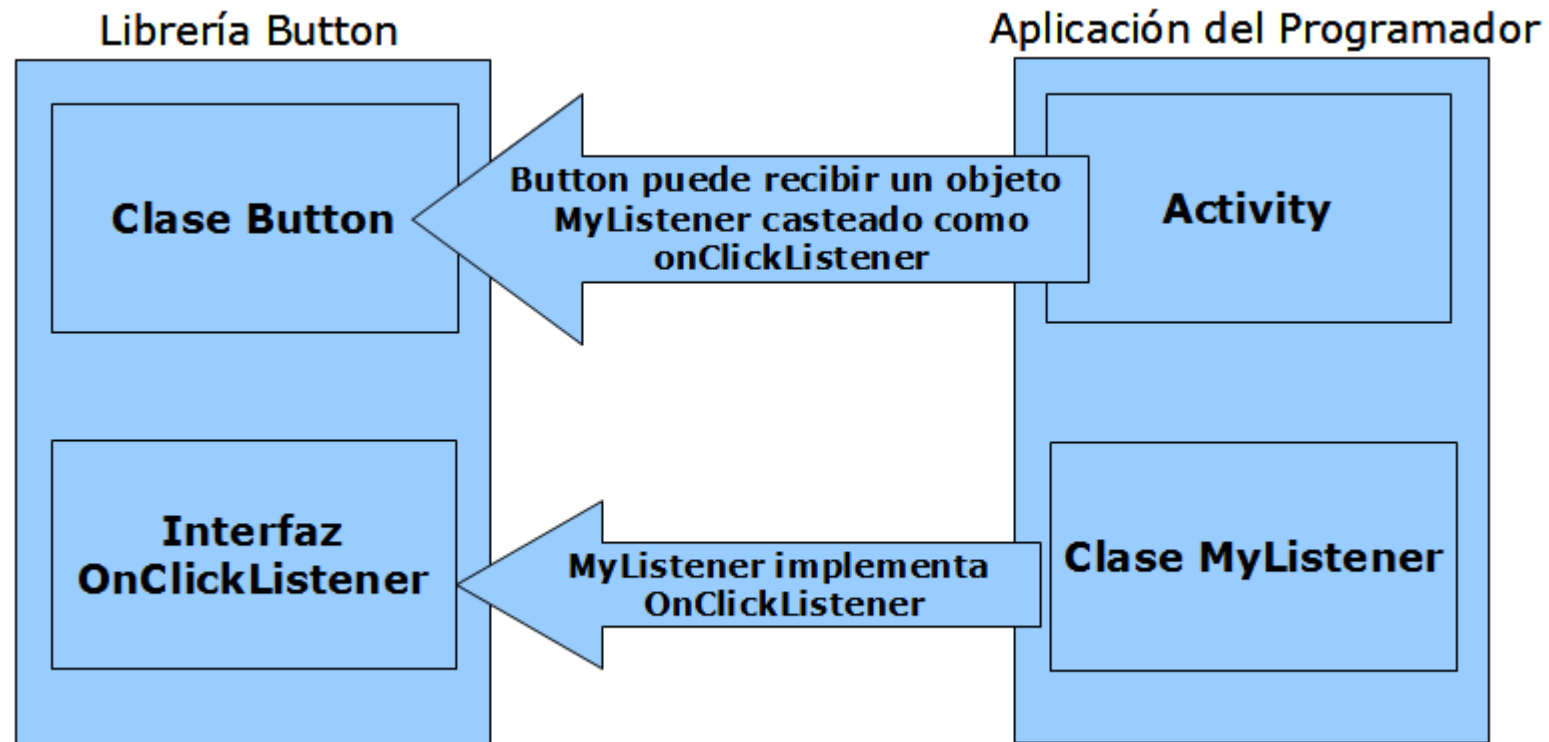 Librería Button
Aplicación del Programador
Clase Button
Button puede recibir un objeto
MyListener casteado como
onClickListener
Activity
Interfaz
OnClickListener
MyListener implementa
OnClickListener
Clase MyListener